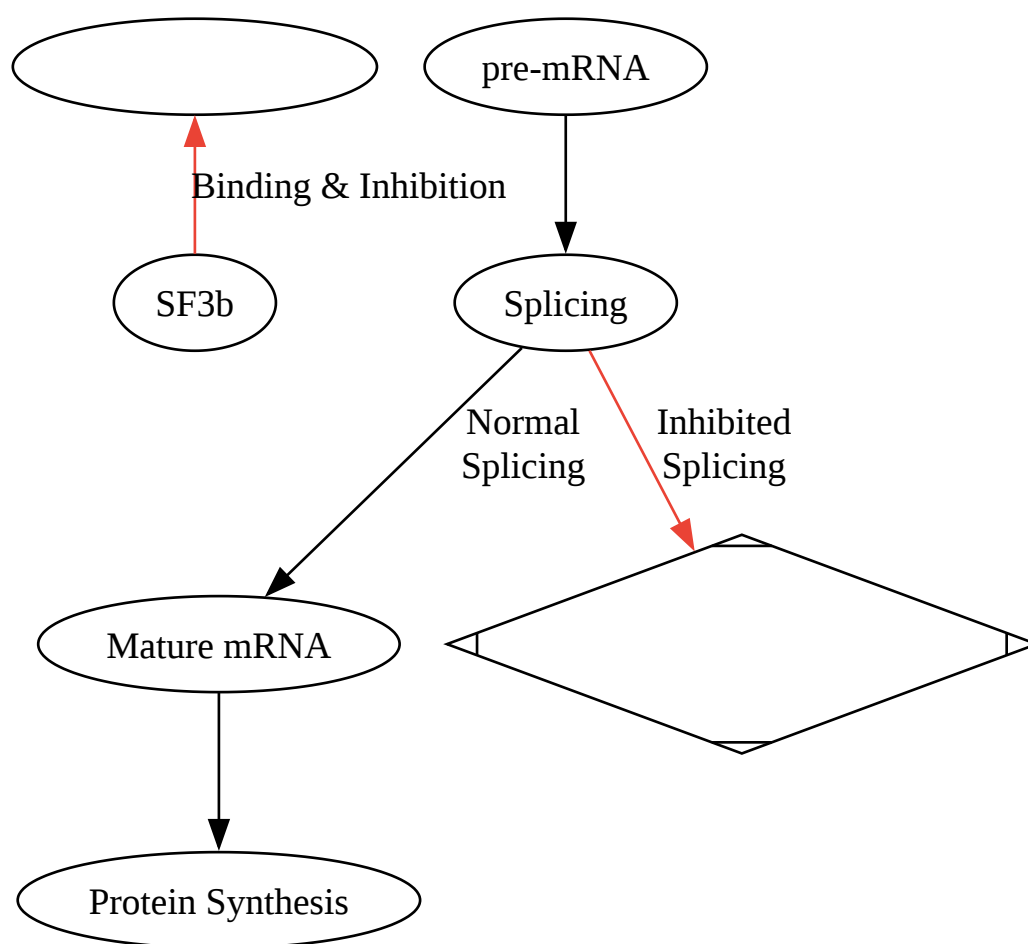 pre-mRNA
Binding & Inhibition
SF3b
Splicing
Normal
Splicing
Inhibited
Splicing
Mature mRNA
Protein Synthesis